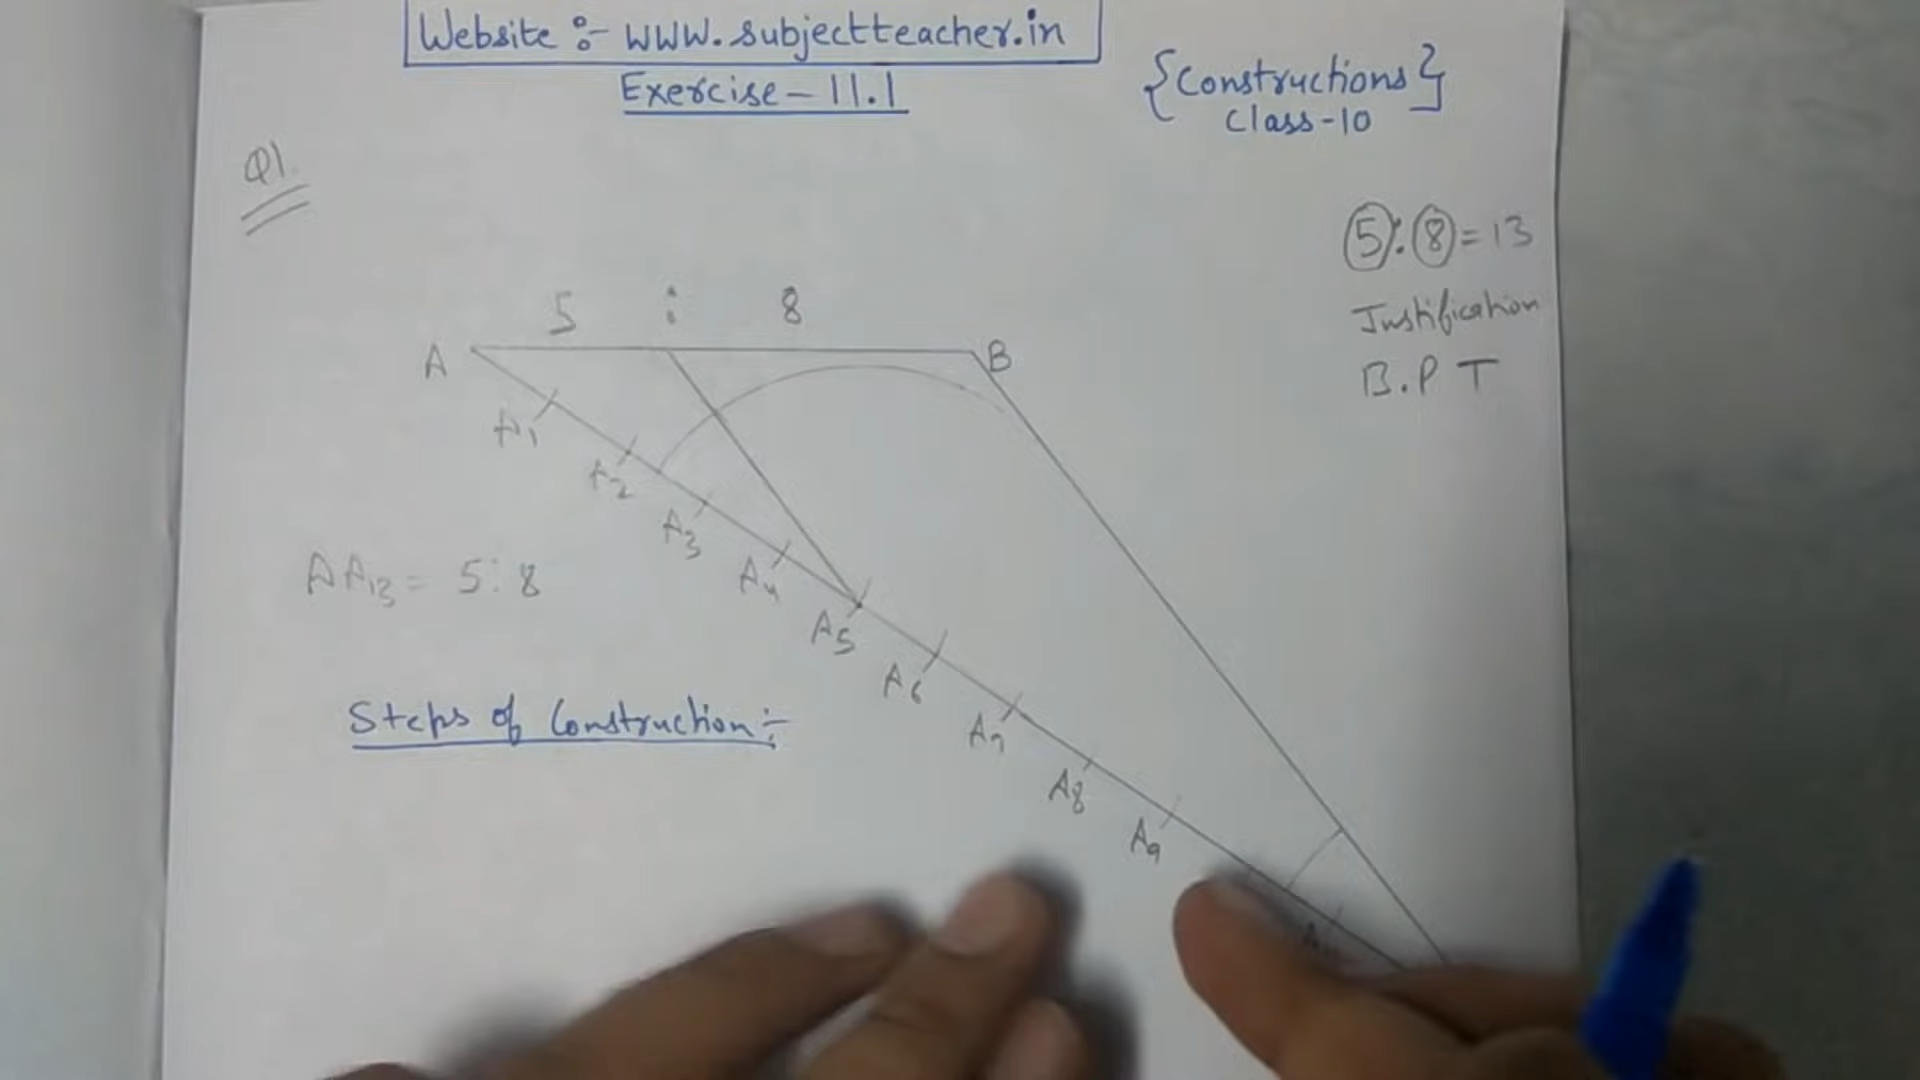 Website :- www.subjectteacher.in
Exercise - 11.1
{Constructions}
Class-10
Q1.
5 : 8 = 13
Justification
B.P T
5 : 8
A
B
A1
A2
A3
A4
A5
A6
A7
A8
A9
AA13 = 5:8
Steps of Construction:-